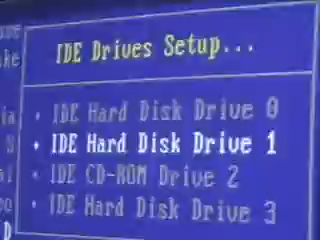 IDE Drives Setup...
• IDE Hard Disk Drive 0
• IDE Hard Disk Drive 1
• IDE CD-ROM Drive 2
• IDE Hard Disk Drive 3